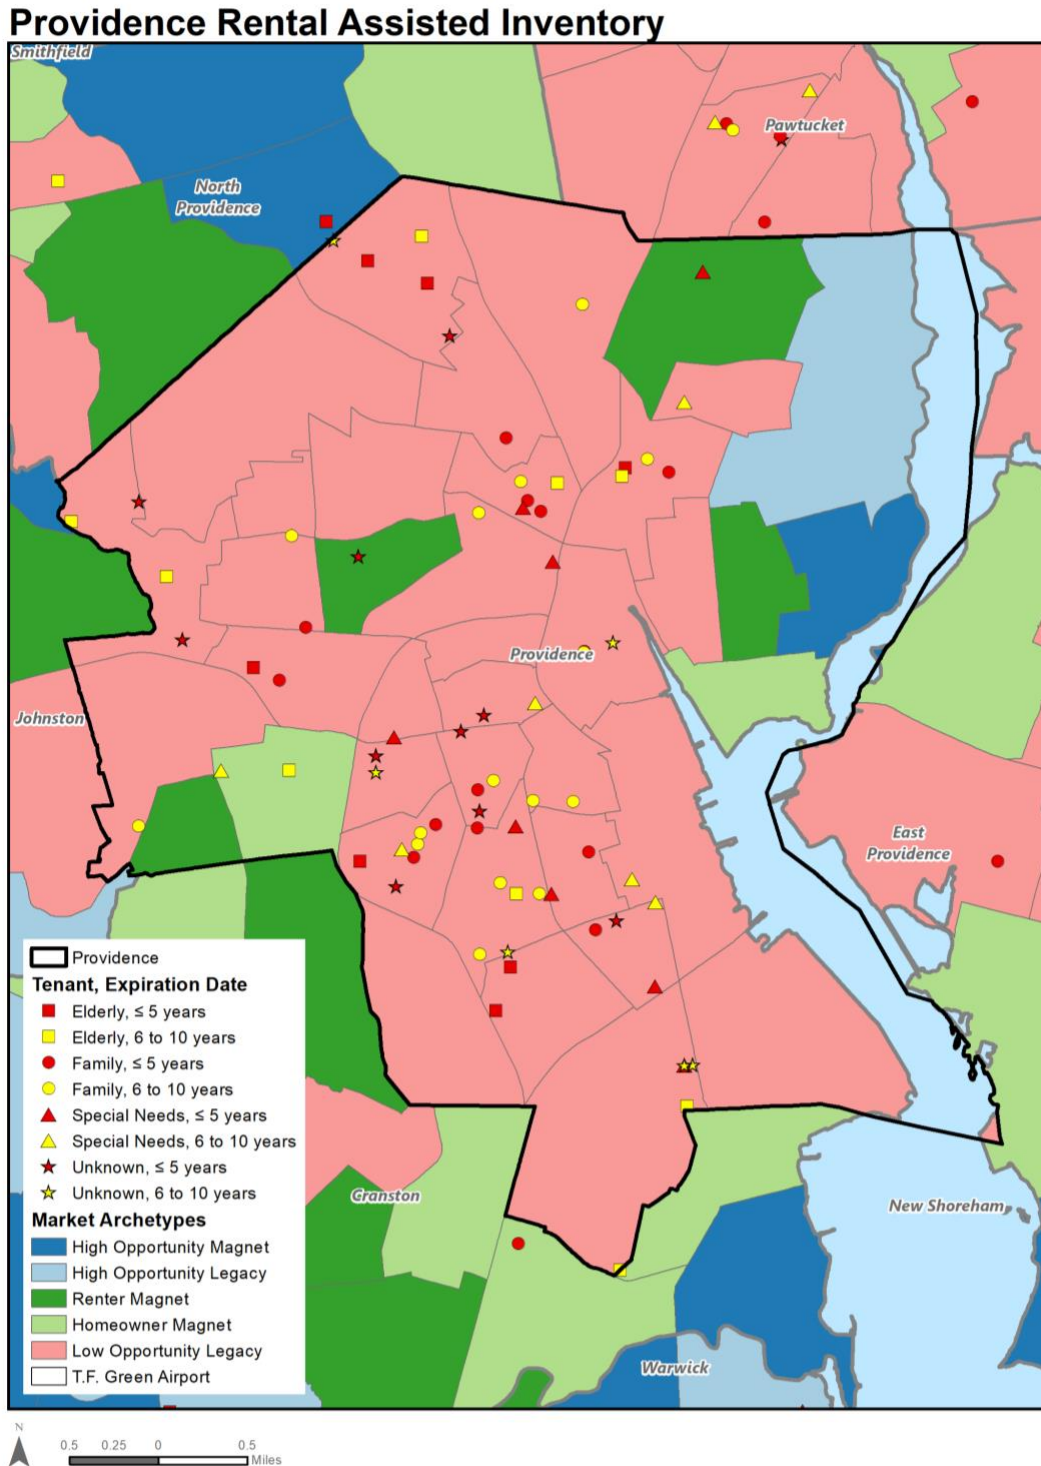 Providence Rental Assisted Inventory
Smithfield
Pawtucket
North
Providence
Providence
Johnston
East
Providence
Providence
Tenant, Expiration Date
Elderly, ≤ 5 years
Elderly, 6 to 10 years
Family, ≤ 5 years
Family, 6 to 10 years
Special Needs, ≤ 5 years
Special Needs, 6 to 10 years
Unknown, ≤ 5 years
Unknown, 6 to 10 years
Market Archetypes
High Opportunity Magnet
High Opportunity Legacy
Renter Magnet
Homeowner Magnet
Low Opportunity Legacy
T.F. Green Airport
Cranston
New Shoreham
Warwick
N
0.5 0.25 0 0.5
Miles